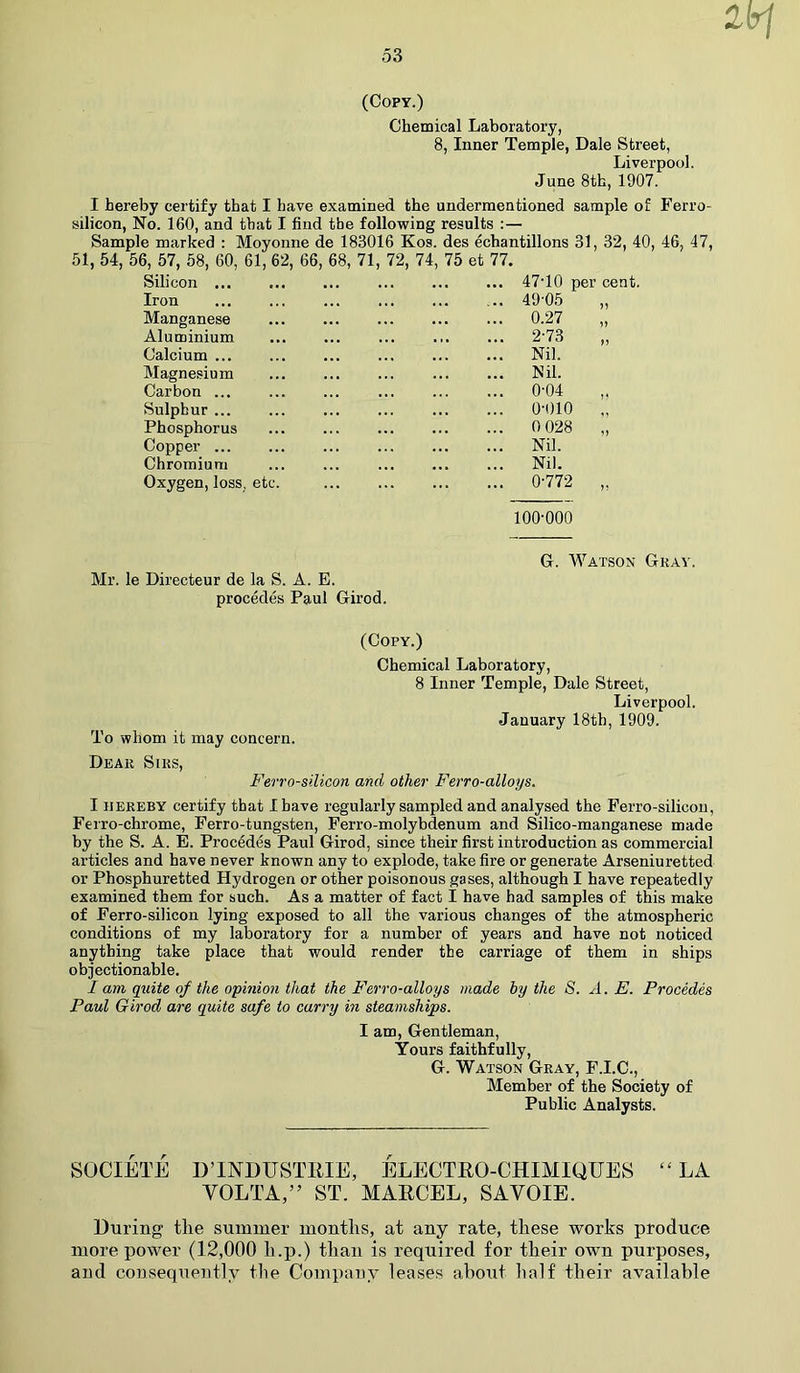 53
(COPY.)
Chemical Laboratory,
8, Inner Temple, Dale Street,
Liverpool.
June 8th, 1907.
I hereby certify that I have examined the undermentioned sample of Ferro-
silicon, No. 160, and that I find the following results :—
Sample marked : Moyonne de 183016 Kos. des échantillons 31, 32, 40, 46, 47,
51, 54, 56, 57, 58, 60, 61, 62, 66, 68, 71, 72, 74, 75 et 77.
Silicon ... ... ... ... ... ... 47·10 per cent.
Iron ... ... ... ... ... ... 49·05 „
Manganese ... ... ... ... ... 0.27 „
Aluminium ... ... ... ... ... 2·73 „
Calcium ... ... ... ... ... ... Nil.
Magnesium ... ... ... ... ... Nil.
Carbon ... ... ... ... ... ... 0·04 „
Sulphur ... ... ... ... ... ... 0·010 „
Phosphorus ... ... ... ... ... 0 028 „
Copper ... ... ... ... ... ... Nil.
Chromium ... ... ... ... ... Nil.
Oxygen, loss, etc. ... ... ... ... 0·772 „
100·000
G. WATSON GRAY.
Mr. le Directeur de la S. A. E.
procédés Paul Girod.
(COPY.)
Chemical Laboratory,
8 Inner Temple, Dale Street,
Liverpool.
January 18th, 1909.
To whom it may concern.
DEAR SIRS,
Ferro-silicon and other Ferro-alloys.
I HEREBY certify that I have regularly sampled and analysed the Ferro-silicon,
Ferro-chrome, Ferro-tungsten, Ferro-molybdenum and Silico-manganese made
by the S. A. E. Procédés Paul Girod, since their first introduction as commercial
articles and have never known any to explode, take fire or generate Arseniuretted
or Phosphuretted Hydrogen or other poisonous gases, although I have repeatedly
examined them for such. As a matter of fact I have had samples of this make
of Ferro-silicon lying exposed to all the various changes of the atmospheric
conditions of my laboratory for a number of years and have not noticed
anything take place that would render the carriage of them in ships
objectionable.
I am quite of the opinion that the Ferro-alloys made by the S. A. E. Procédés
Paul Girod are quite safe to carry in steamships.
I am, Gentleman,
Yours faithfully,
G. WATSON GRAY, F.I.C.,
Member of the Society of
Public Analysts.
SOCIÉTÉ D'INDUSTRIE, ÉLECTRO-CHIMIQUES “ LA
VOLTA,” ST. MARCEL, SAVOIE.
During the summer months, at any rate, these works produce
more power (12,000 h.p.) than is required for their own purposes,
and consequently the Company leases about half their available